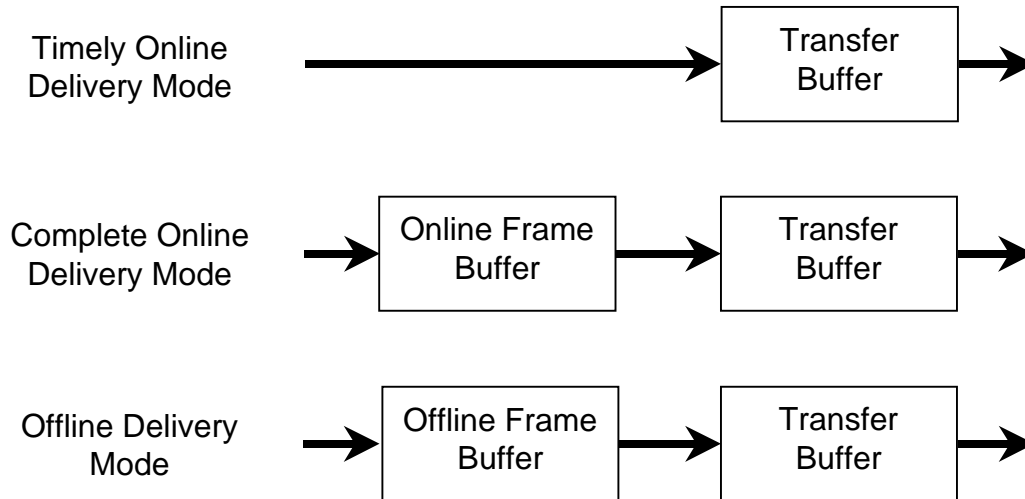 Timely Online
Delivery Mode
Transfer
Buffer
Complete Online
Delivery Mode
Online Frame
Buffer
Transfer
Buffer
Offline Delivery
Mode
Offline Frame
Buffer
Transfer
Buffer